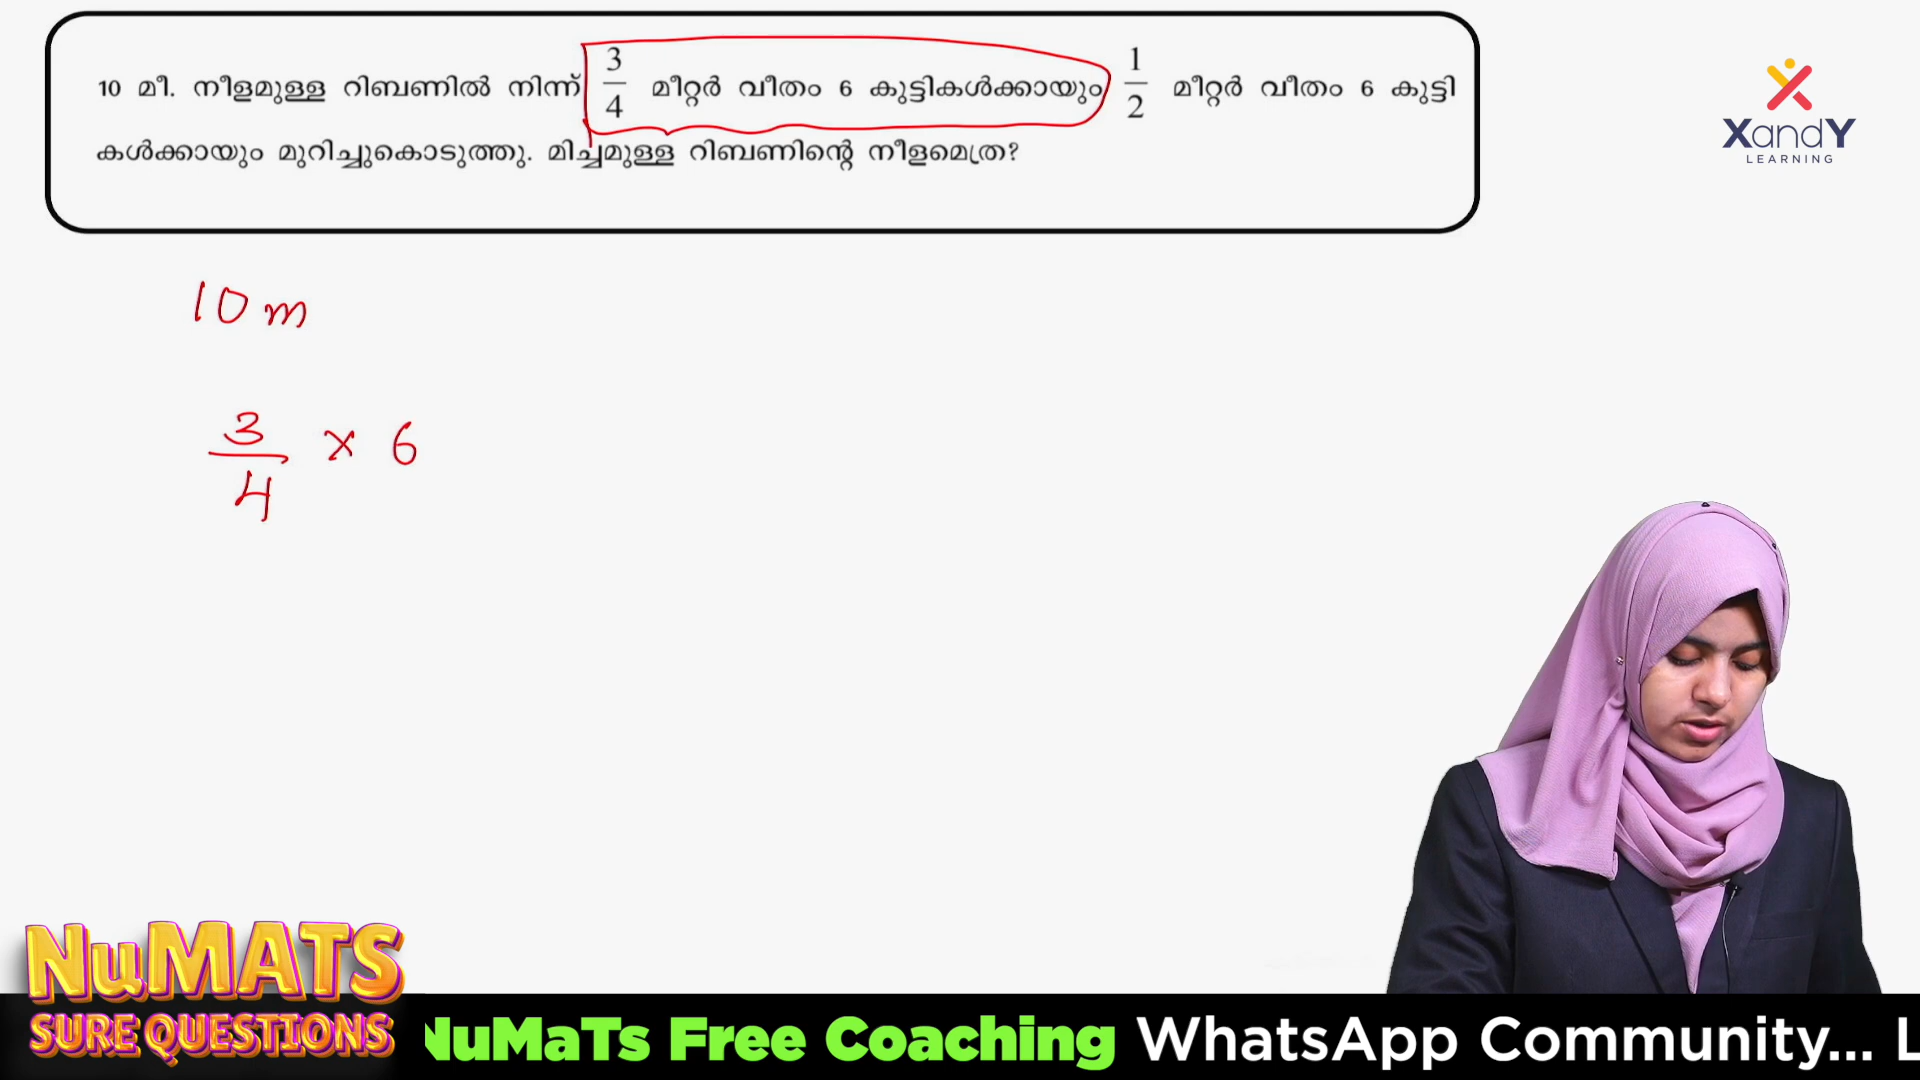 10 മീ. നീളമുള്ള റിബണിൽ നിന്ന് 3/4 മീറ്റർ വീതം 6 കുട്ടികൾക്കായും 1/2 മീറ്റർ വീതം 6 കുട്ടി
കൾക്കായും മുറിച്ചുകൊടുത്തു. മിച്ചമുള്ള റിബണിന്റെ നീളമെത്ര?
XandY
LEARNING
10 m
3/4 x 6
NuMATS
SURE QUESTIONS
NuMaTs Free Coaching WhatsApp Community... L